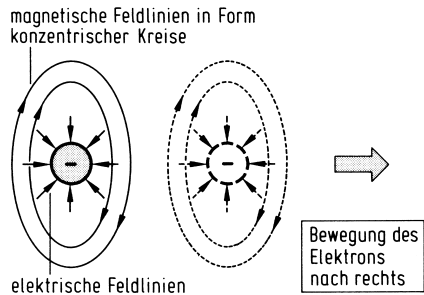 magnetische Feldlinien in Form
konzentrischer Kreise
Bewegung des
Elektrons
nach rechts
elektrische Feldlinien